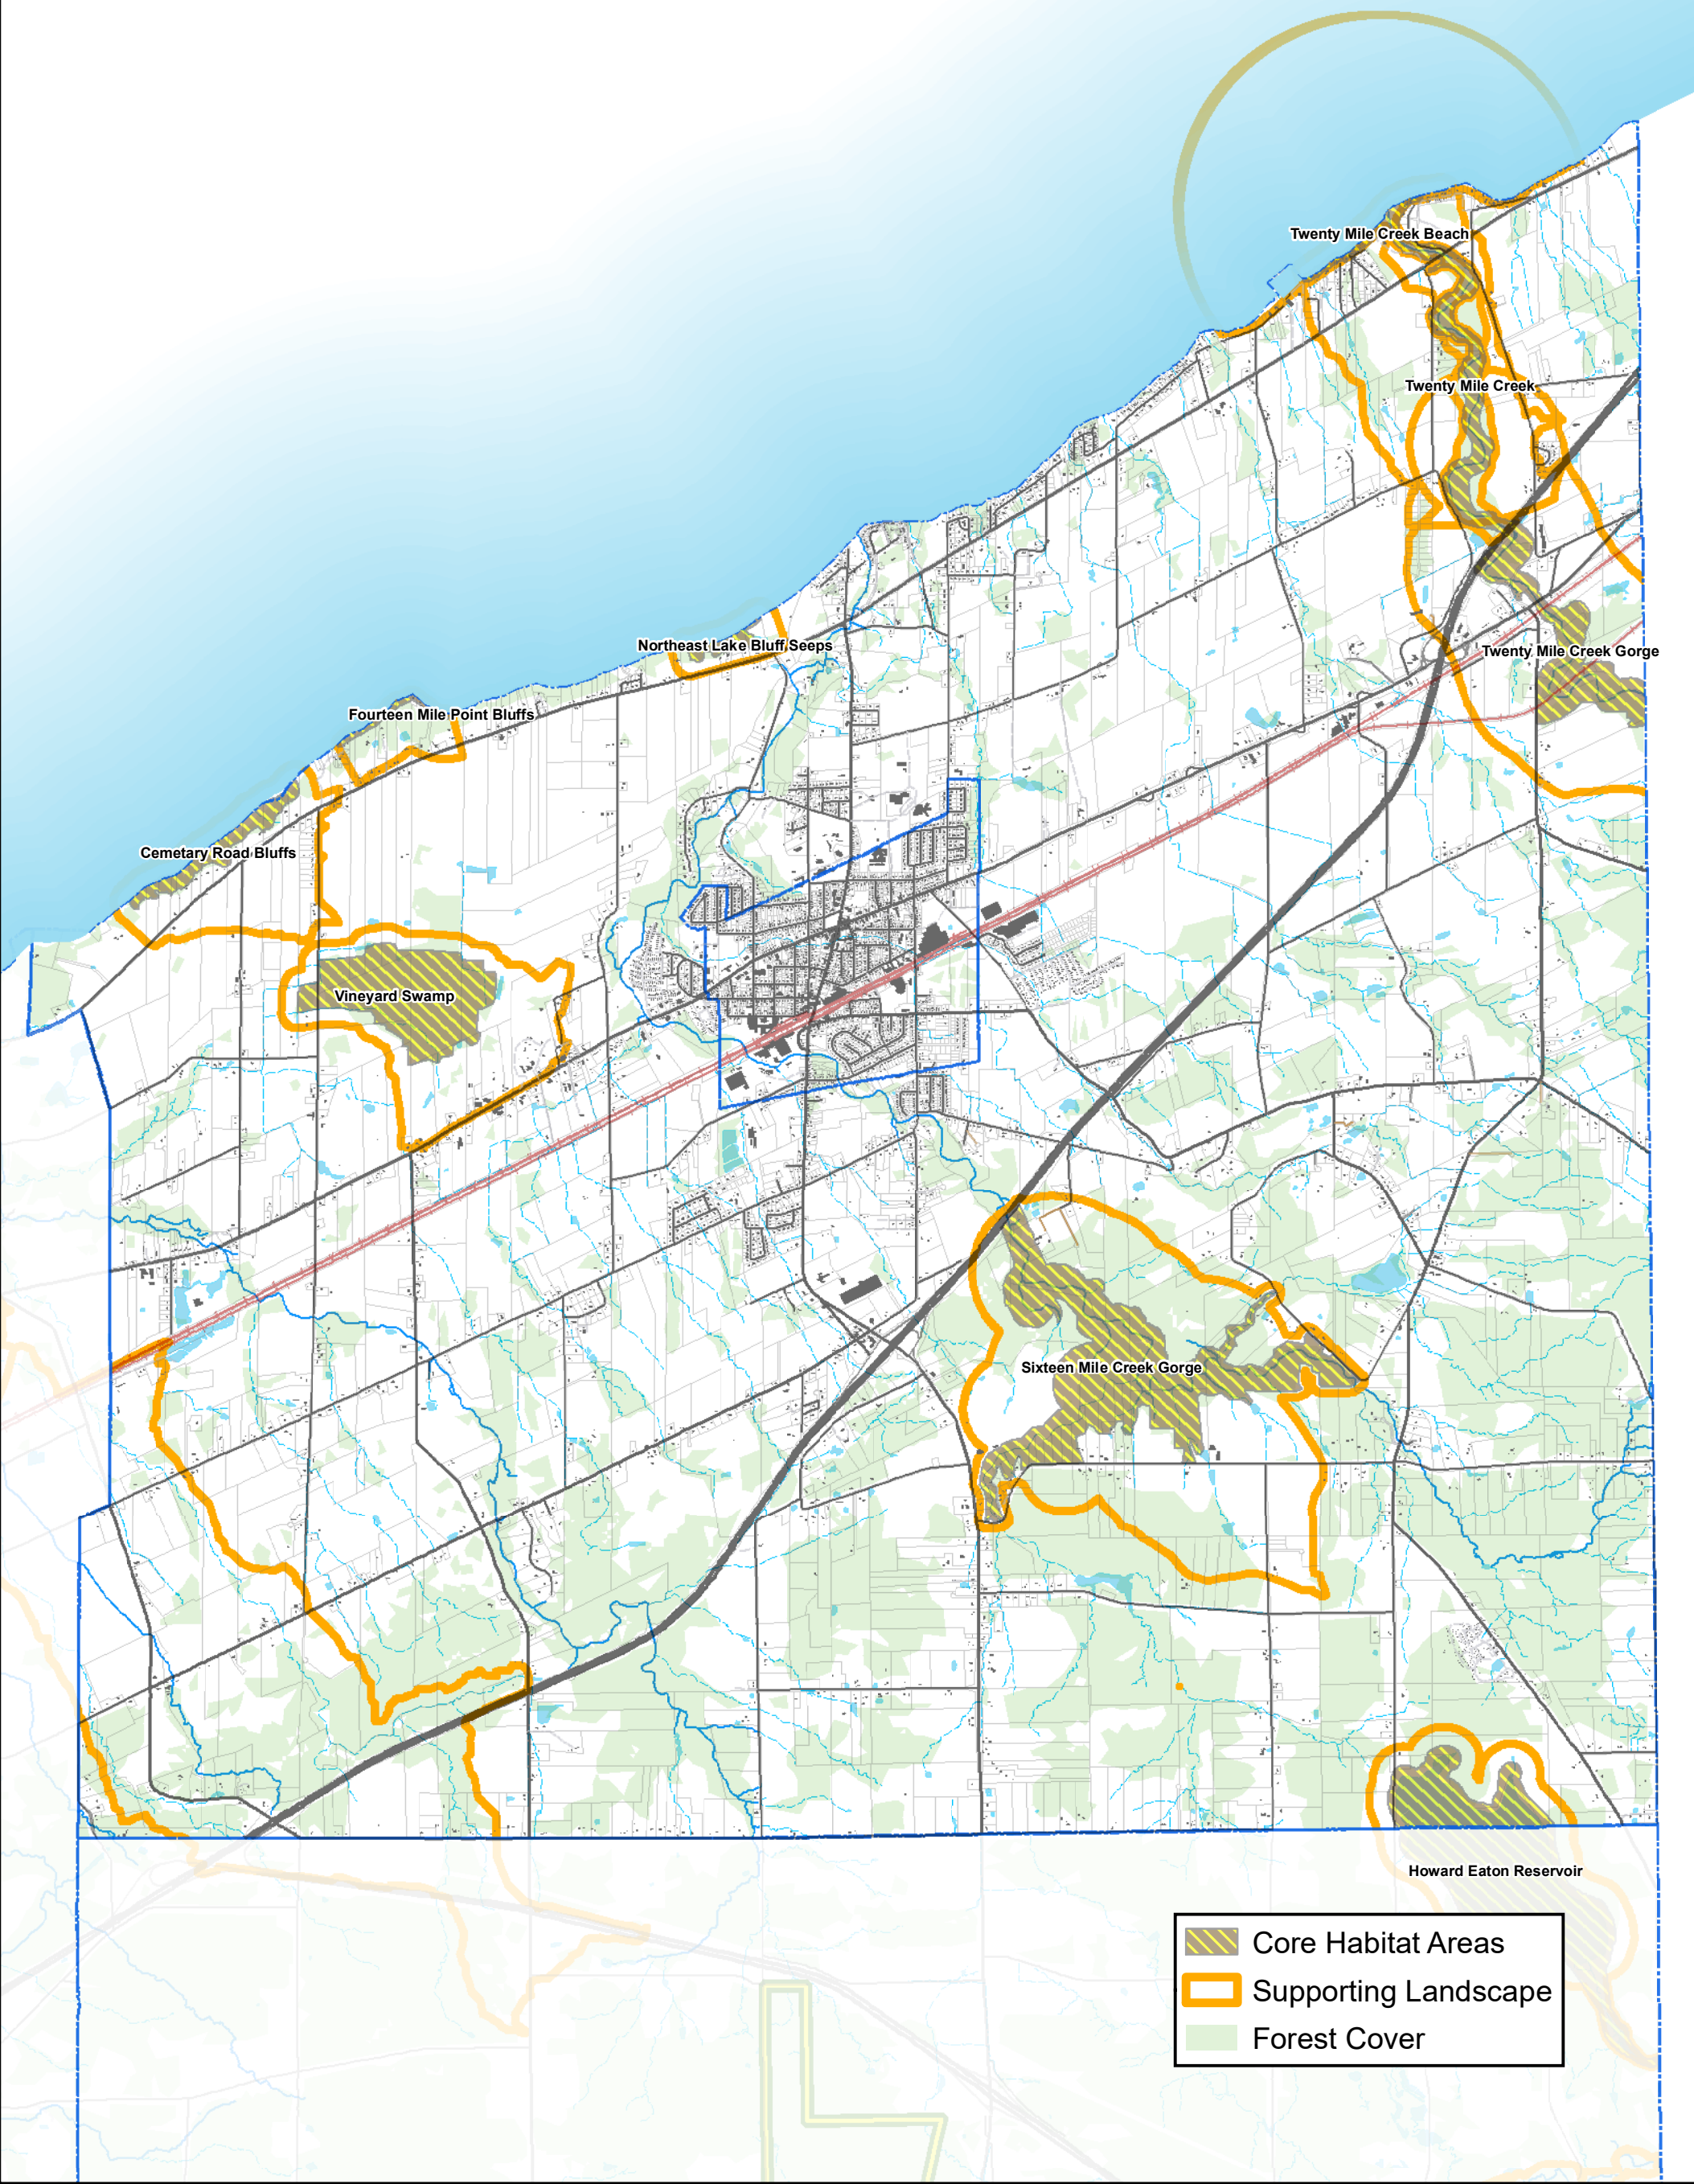 Twenty Mile Creek Beach
Twenty Mile Creek
Northeast Lake Bluff Seeps
Twenty Mile Creek Gorge
Fourteen Mile Point Bluffs
Cemetary Road Bluffs
Vineyard Swamp
Sixteen Mile Creek Gorge
Howard Eaton Reservoir
Core Habitat Areas
Supporting Landscape
Forest Cover